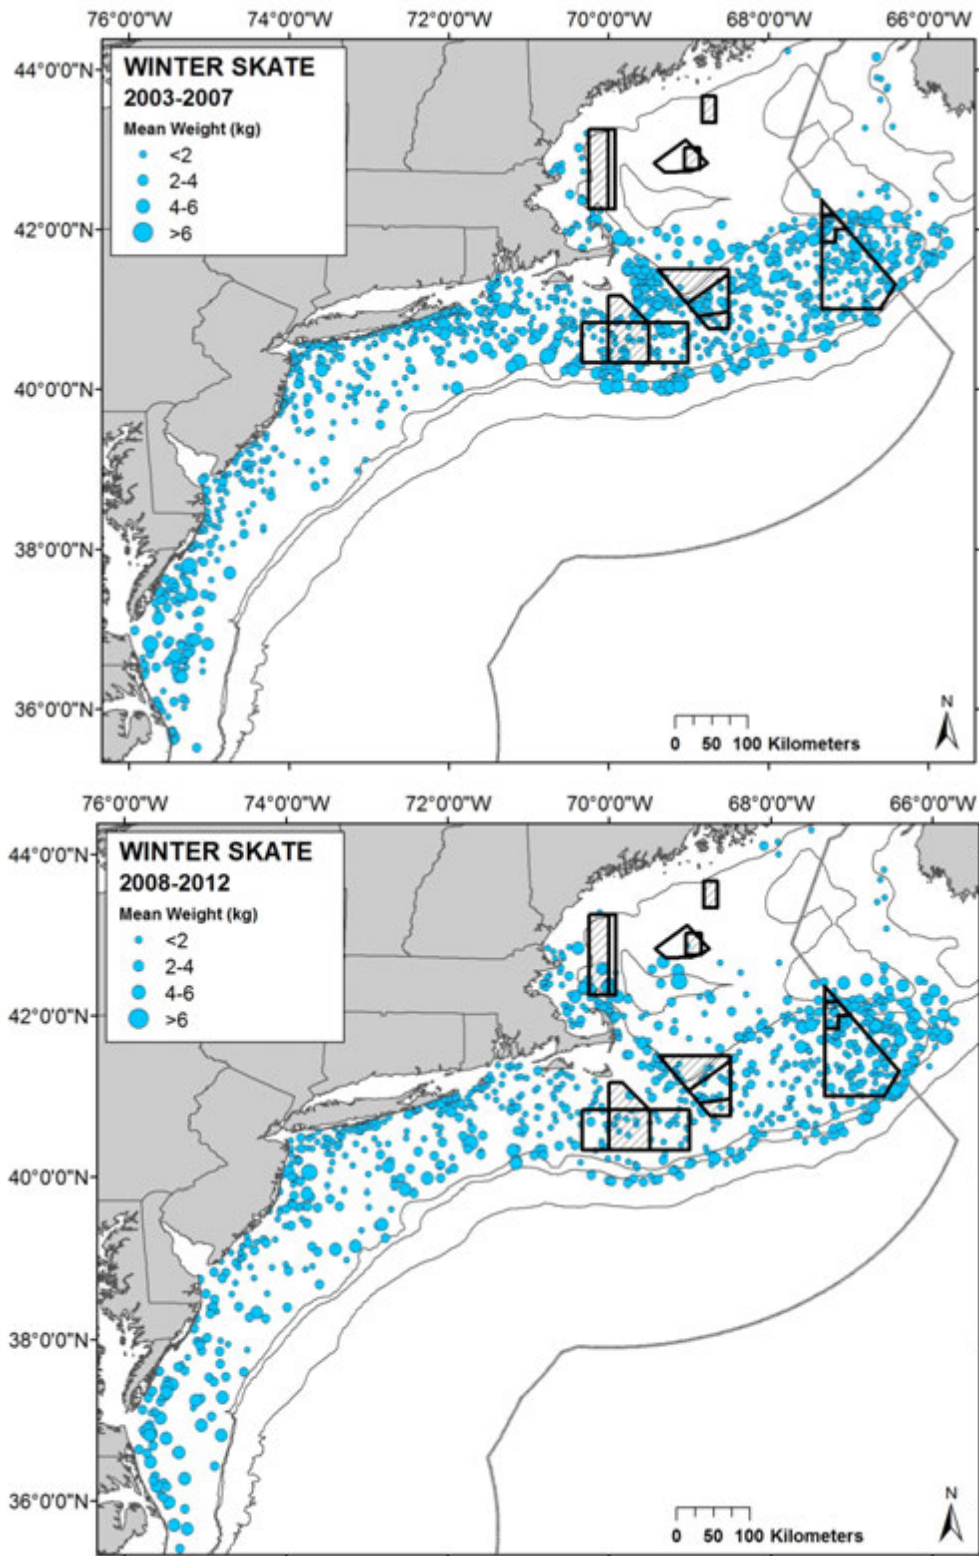 76°0'0"W 74°0'0"W 72°0'0"W 70°0'0"W 68°0'0"W 66°0'0"W
44°0'0"N
WINTER SKATE
2003-2007
Mean Weight (kg)
<2
2-4
4-6
>6
42°0'0"N
40°0'0"N
38°0'0"N
36°0'0"N
N
0 50 100 Kilometers
76°0'0"W 74°0'0"W 72°0'0"W 70°0'0"W 68°0'0"W 66°0'0"W
44°0'0"N
WINTER SKATE
2008-2012
Mean Weight (kg)
<2
2-4
4-6
>6
42°0'0"N
40°0'0"N
38°0'0"N
36°0'0"N
N
0 50 100 Kilometers